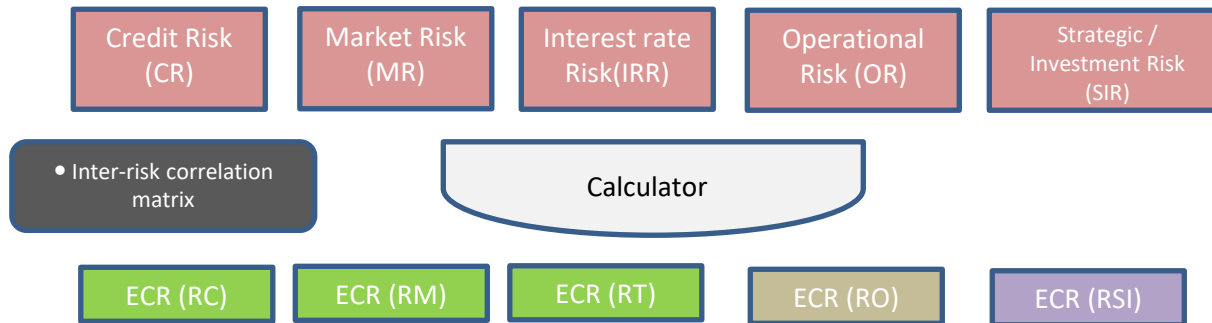 Credit Risk
(CR)
Market Risk
(MR)
Interest rate
Risk(IRR)
Operational
Risk (OR)
Strategic /
Investment Risk
(SIR)
• Inter-risk correlation
matrix
Calculator
ECR (RC)
ECR (RM)
ECR (RT)
ECR (RO)
ECR (RSI)